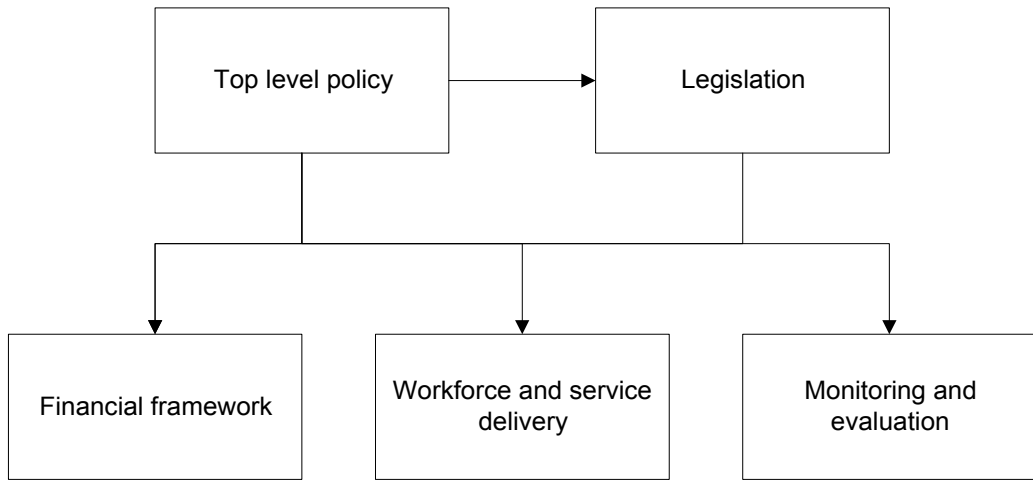 Top level policy
Legislation
Financial framework
Workforce and service
delivery
Monitoring and
evaluation